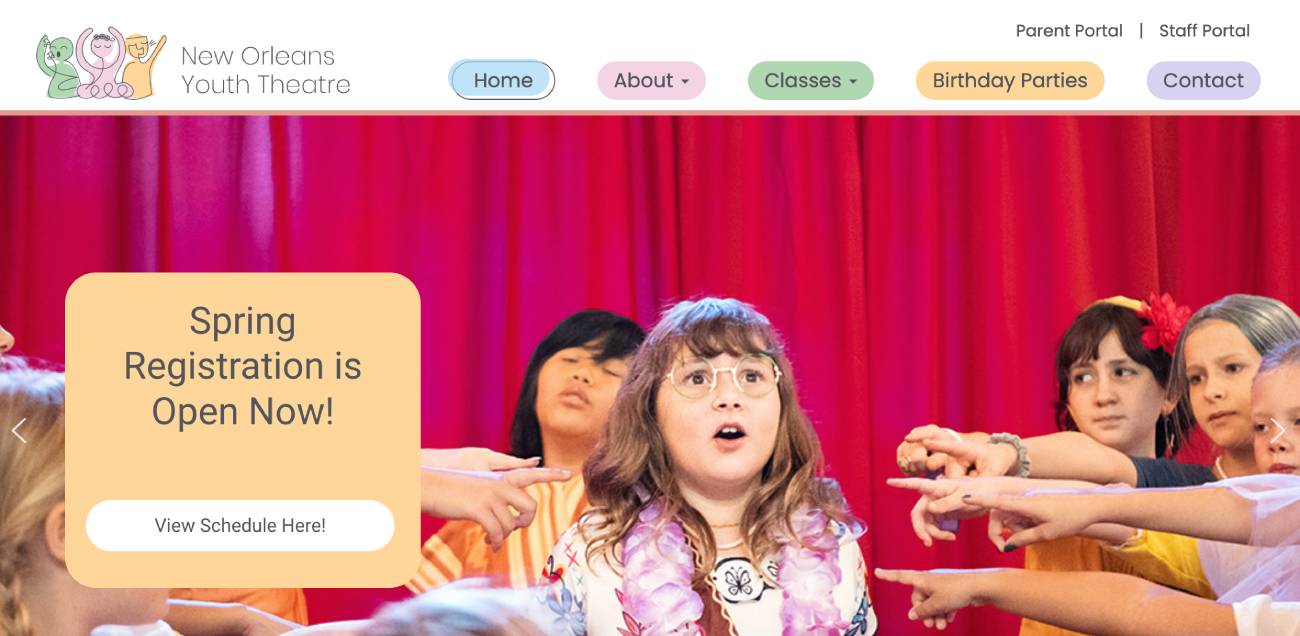 Parent Portal | Staff Portal
New Orleans
Youth Theatre
Home
About
Classes
Birthday Parties
Contact
Spring
Registration is
Open Now!
View Schedule Here!